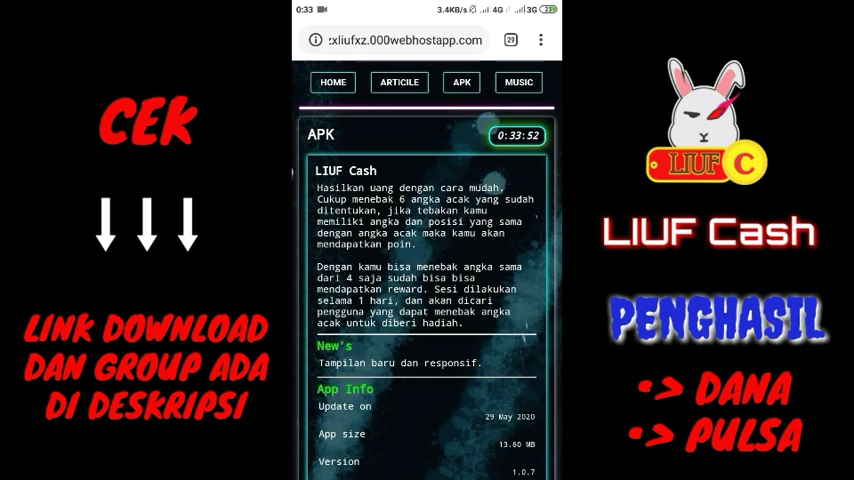 CEK
LINK DOWNLOAD
DAN GROUP ADA
DI DESKRIPSI
0:33
3.4KB/s
4G
3G
:xliufxz.000webhostapp.com
29
HOME
ARTICILE
APK
MUSIC
APK
0:33:52
LIUF Cash
Hasilkan uang dengan cara mudah.
Cukup menebak 6 angka acak yang sudah
ditentukan, jika tebakan kamu
memiliki angka dan posisi yang sama
dengan angka acak maka kamu akan
mendapatkan poin.
Dengan kamu bisa menebak angka sama
dari 4 saja sudah bisa bisa
mendapatkan reward. Sesi dilakukan
selama 1 hari, dan akan dicari
pengguna yang dapat menebak angka
acak untuk diberi hadiah.
New's
Tampilan baru dan responsif.
App Info
Update on
29 May 2020
App size
13.60 MB
Version
1.0.7
LIUF C
LIUF Cash
PENGHASIL
•> DANA
•> PULSA